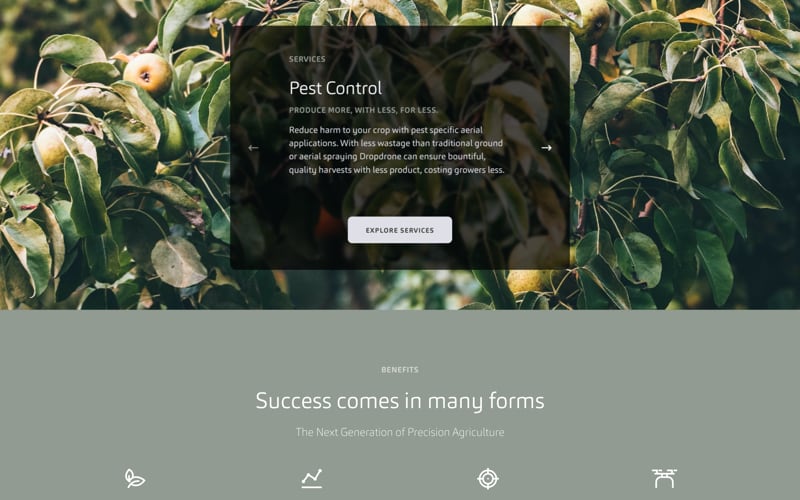 SERVICES
Pest Control
PRODUCE MORE, WITH LESS, FOR LESS.
Reduce harm to your crop with pest specific aerial
applications. With less wastage than traditional ground
or aerial spraying Dropdrone can ensure bountiful,
quality harvests with less product, costing growers less.
← →
EXPLORE SERVICES
BENEFITS
Success comes in many forms
The Next Generation of Precision Agriculture